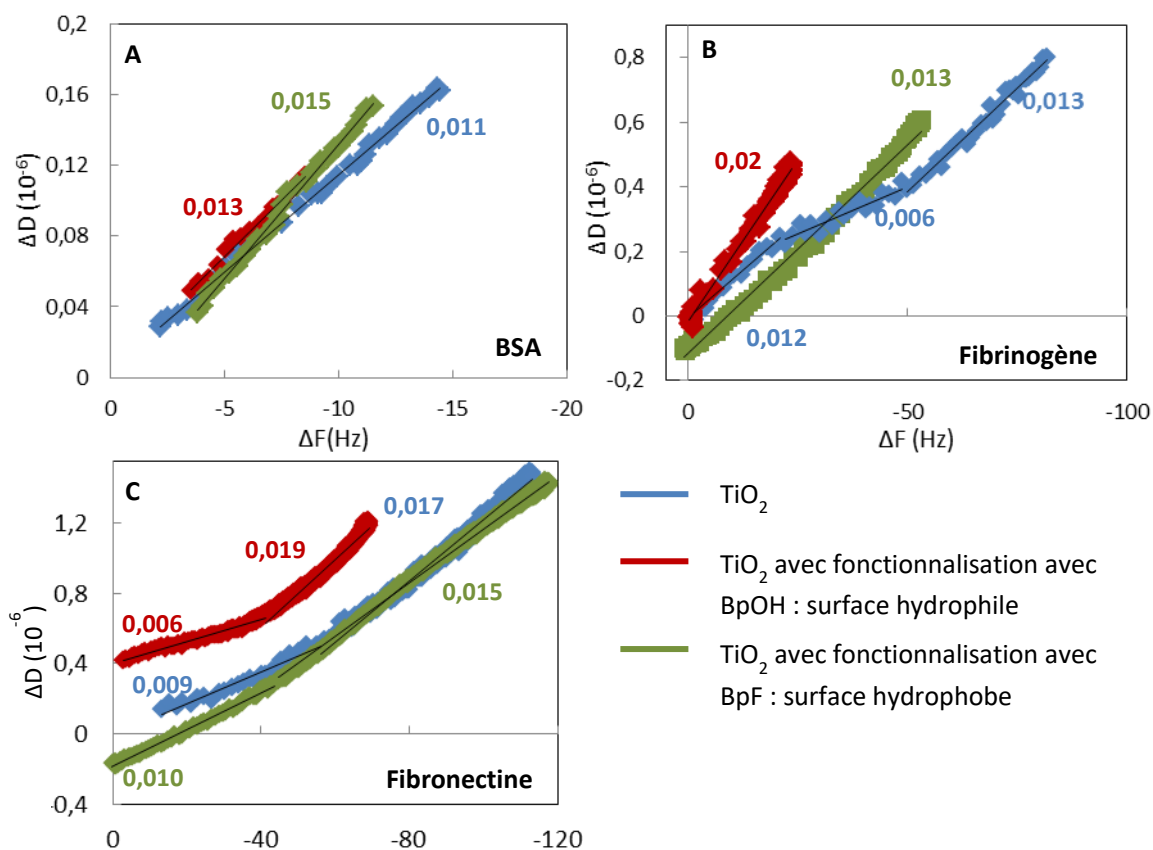 A
0,2
0,16
0,12
0,08
0,04
0
ΔD (10⁻⁶)
0,015
0,011
0,013
BSA
0
-5
-10
-15
-20
ΔF(Hz)
B
0,8
0,6
0,4
0,2
0
-0,2
ΔD (10⁻⁶)
0,013
0,013
0,02
0,006
0,012
Fibrinogène
0
-50
-100
ΔF (Hz)
C
1,2
0,8
0,4
0
-0,4
ΔD (10⁻⁶)
0,017
0,019
0,015
0,006
0,009
0,010
Fibronectine
0
-40
-80
-120
TiO₂
TiO₂ avec fonctionnalisation avec
BpOH : surface hydrophile
TiO₂ avec fonctionnalisation avec
BpF : surface hydrophobe